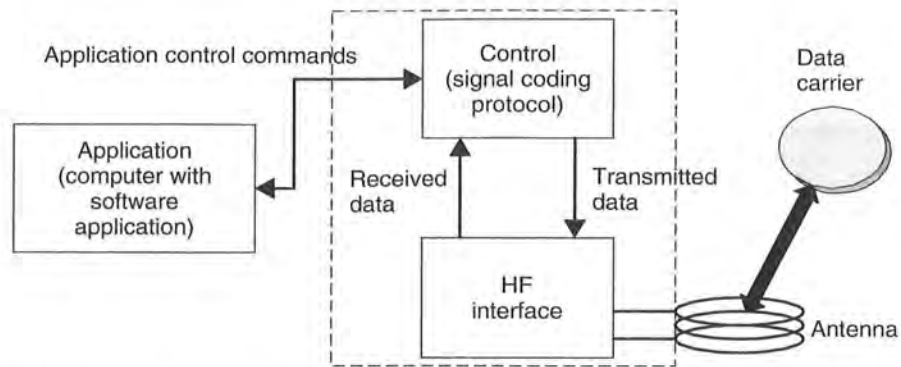 Application control commands
Control
(signal coding
protocol)
Data
carrier
Application
(computer with
software
application)
Received
data
Transmitted
data
HF
interface
Antenna